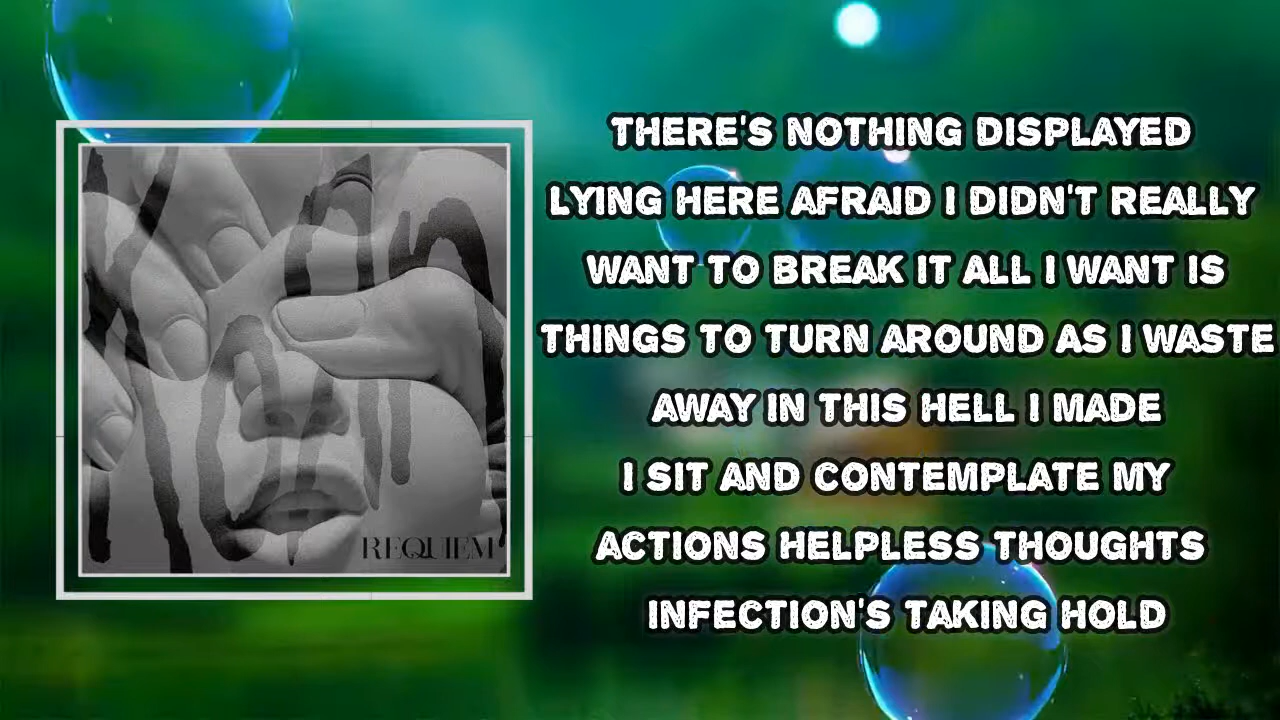 THERE'S NOTHING DISPLAYED
LYING HERE AFRAID I DIDN'T REALLY
WANT TO BREAK IT ALL I WANT IS
THINGS TO TURN AROUND AS I WASTE
AWAY IN THIS HELL I MADE
I SIT AND CONTEMPLATE MY
ACTIONS HELPLESS THOUGHTS
INFECTION'S TAKING HOLD
REQUIEM